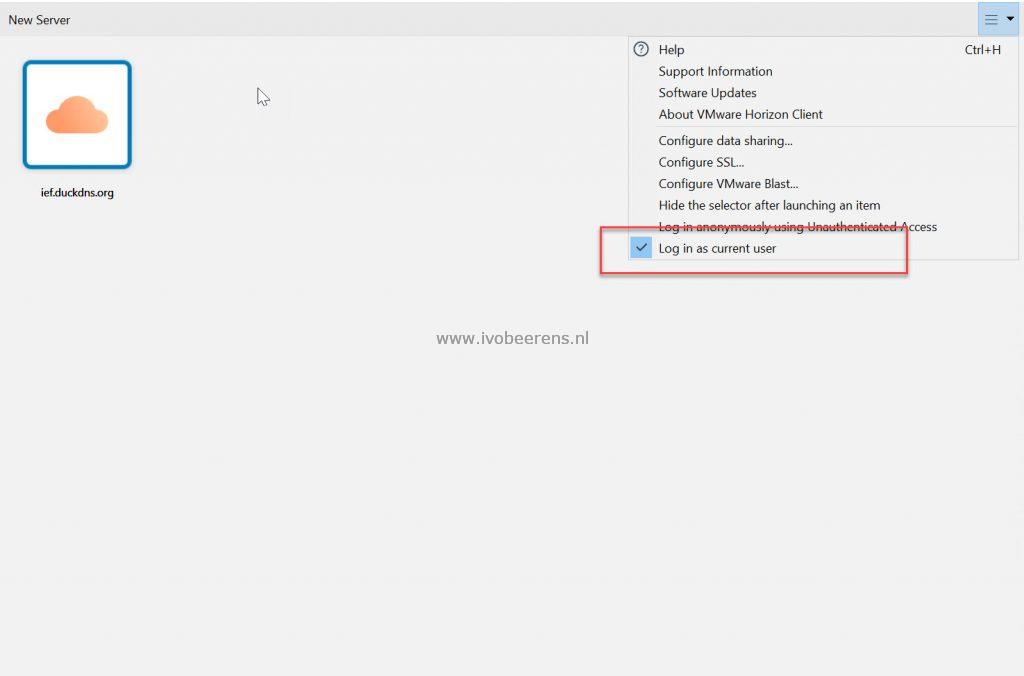 New Server
Help Ctrl+H
Support Information
Software Updates
About VMware Horizon Client
Configure data sharing...
Configure SSL...
Configure VMware Blast...
Hide the selector after launching an item
Log in anonymously using Unauthenticated Access
Log in as current user
ief.duckdns.org
www.ivobeerens.nl